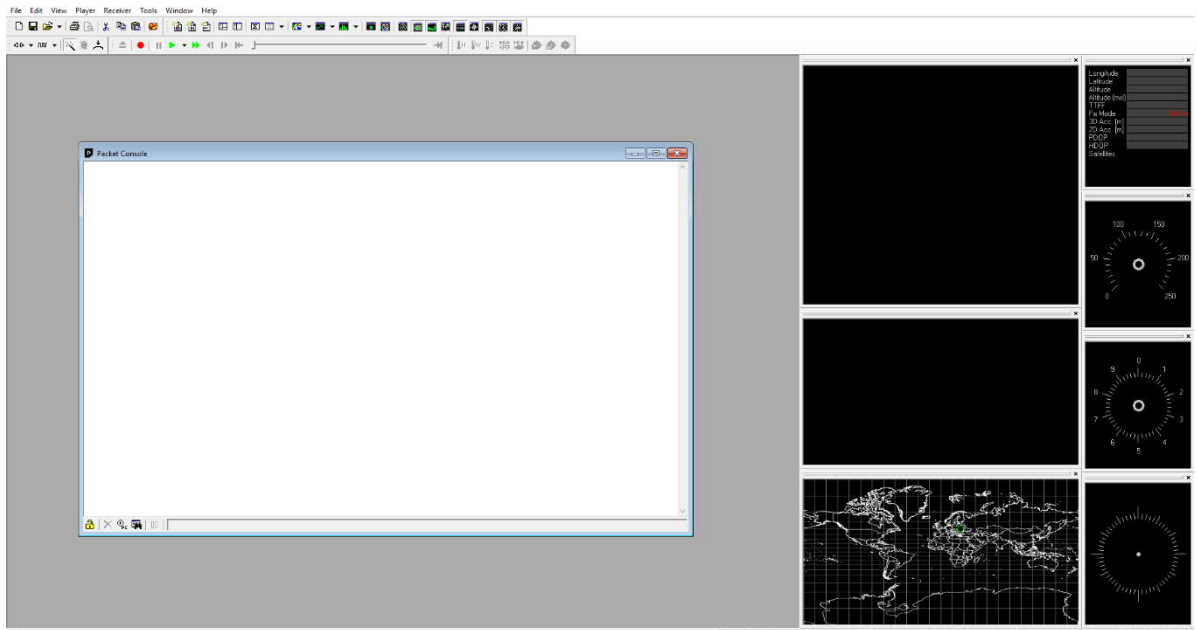 File Edit View Player Receiver Tools Window Help
Packet Console
Longitude
Latitude
Altitude
Altitude (msl)
TTFF
Fix Mode
3D Acc. [m]
2D Acc. [m]
PDOP
HDOP
Satellites
100 150
50 200
0 250
0
9 1
8 2
7 3
6 4
5